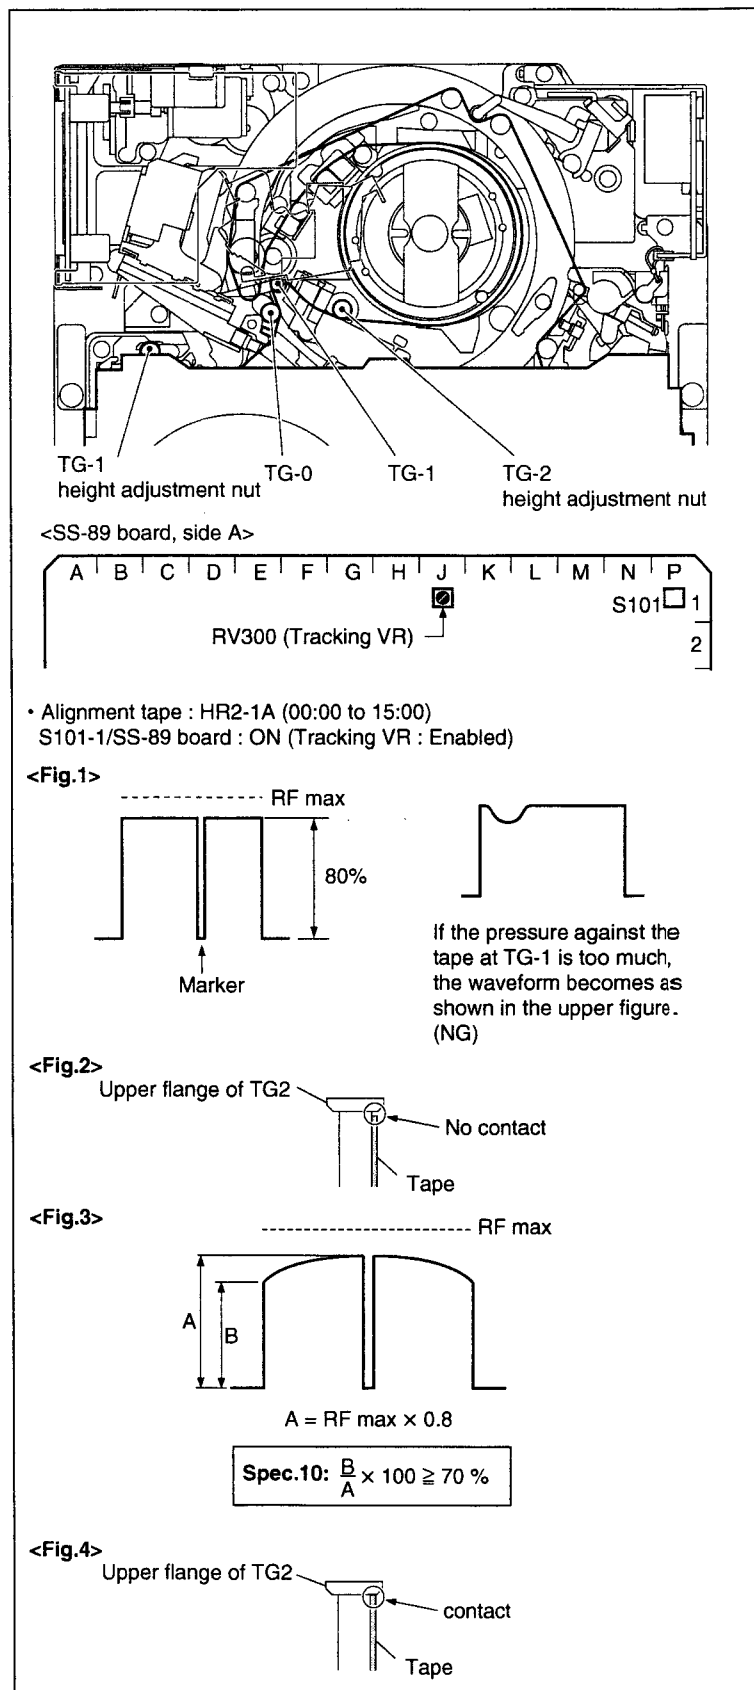 TG-1
height adjustment nut
TG-0
TG-1
TG-2
height adjustment nut
<SS-89 board, side A>
A B C D E F G H J K L M N P
S101 1
RV300 (Tracking VR)
2
• Alignment tape : HR2-1A (00:00 to 15:00)
S101-1/SS-89 board : ON (Tracking VR : Enabled)
<Fig.1>
RF max
80%
Marker
If the pressure against the
tape at TG-1 is too much,
the waveform becomes as
shown in the upper figure.
(NG)
<Fig.2>
Upper flange of TG2
No contact
Tape
<Fig.3>
RF max
A
B
A = RF max × 0.8
Spec.10: B/A × 100 ≧ 70 %
<Fig.4>
Upper flange of TG2
contact
Tape